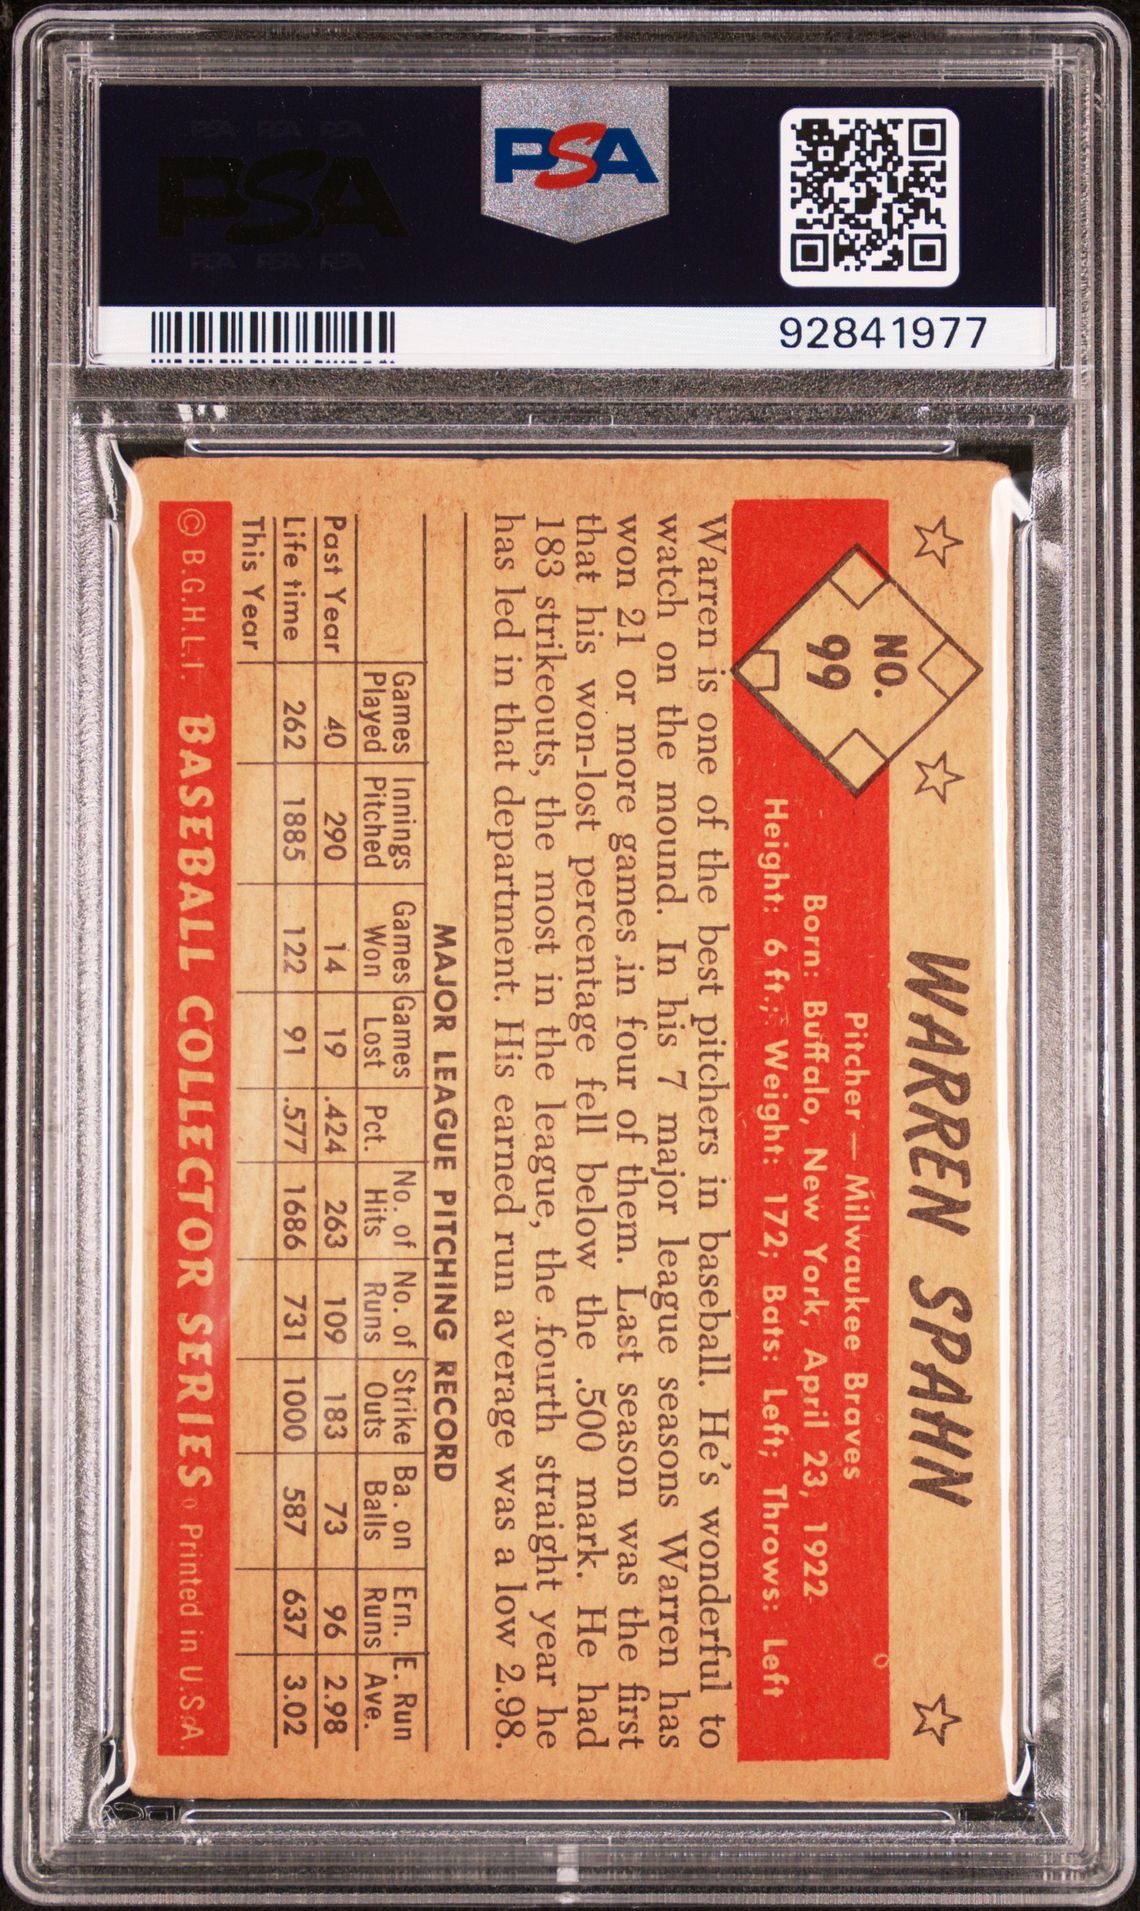 PSA PSA PSA
PSA
PSA PSA PSA
PSA
92841977
WARREN SPAHN
NO.
99
Pitcher — Milwaukee Braves
Born: Buffalo, New York, April 23, 1922
Height: 6 ft.; Weight: 172; Bats: Left; Throws: Left
Warren is one of the best pitchers in baseball. He's wonderful to
watch on the mound. In his 7 major league seasons Warren has
won 21 or more games in four of them. Last season was the first
that his won-lost percentage fell below the .500 mark. He had
183 strikeouts, the most in the league, the fourth straight year he
has led in that department. His earned run average was a low 2.98.
MAJOR LEAGUE PITCHING RECORD
Games Innings Games Games No. of No. of Strike Ba. on Ern. E. Run
Played Pitched Won Lost Pct. Hits Runs Outs Balls Runs Ave.
Past Year 40 290 14 19 .424 263 109 183 73 96 2.98
Life time 262 1885 122 91 .577 1686 731 1000 587 637 3.02
This Year
© B.G.H.L.I. BASEBALL COLLECTOR SERIES Printed in U.S.A.